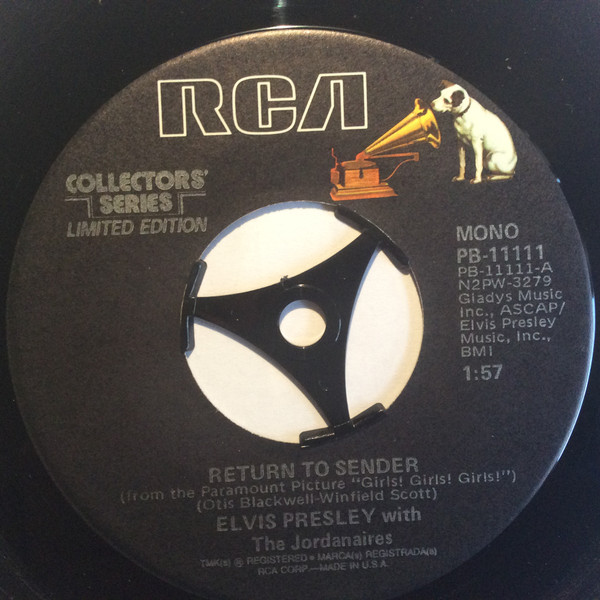 RCA
COLLECTORS'
SERIES
LIMITED EDITION
MONO
PB-11111
PB-11111-A
N2PW-3279
Gladys Music
Inc., ASCAP/
Elvis Presley
Music, Inc.,
BMI
1:57
RETURN TO SENDER
(from the Paramount Picture "Girls! Girls! Girls!")
(Otis Blackwell-Winfield Scott)
ELVIS PRESLEY with
The Jordanaires
TMK(s) ® REGISTERED • MARCA(s) REGISTRADA(s)
RCA CORP.—MADE IN U.S.A.